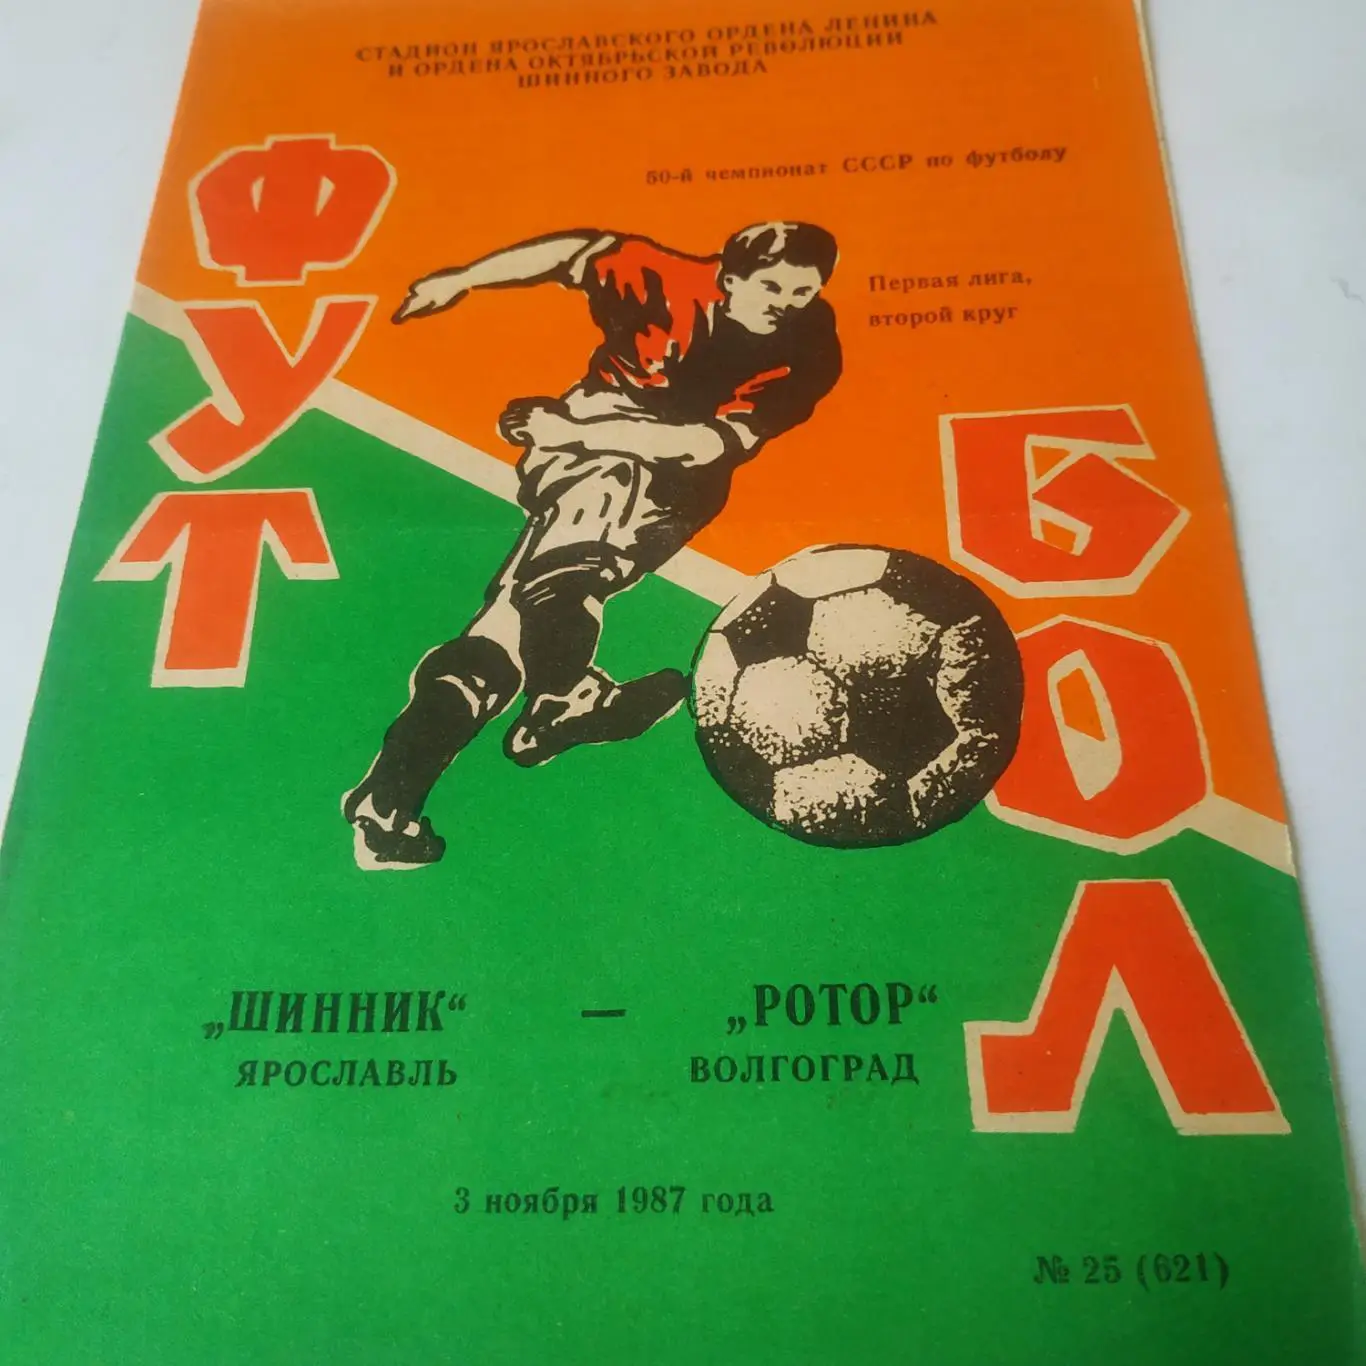 СТАДИОН ЯРОСЛАВСКОГО ОРДЕНА ЛЕНИНА
И ОРДЕНА ОКТЯБРЬСКОЙ РЕВОЛЮЦИИ
ШИННОГО ЗАВОДА
50-й чемпионат СССР по футболу
Первая лига,
второй круг
ФУТ
БОЛ
„ШИННИК“ — „РОТОР“
ЯРОСЛАВЛЬ ВОЛГОГРАД
3 ноября 1987 года
№ 25 (621)